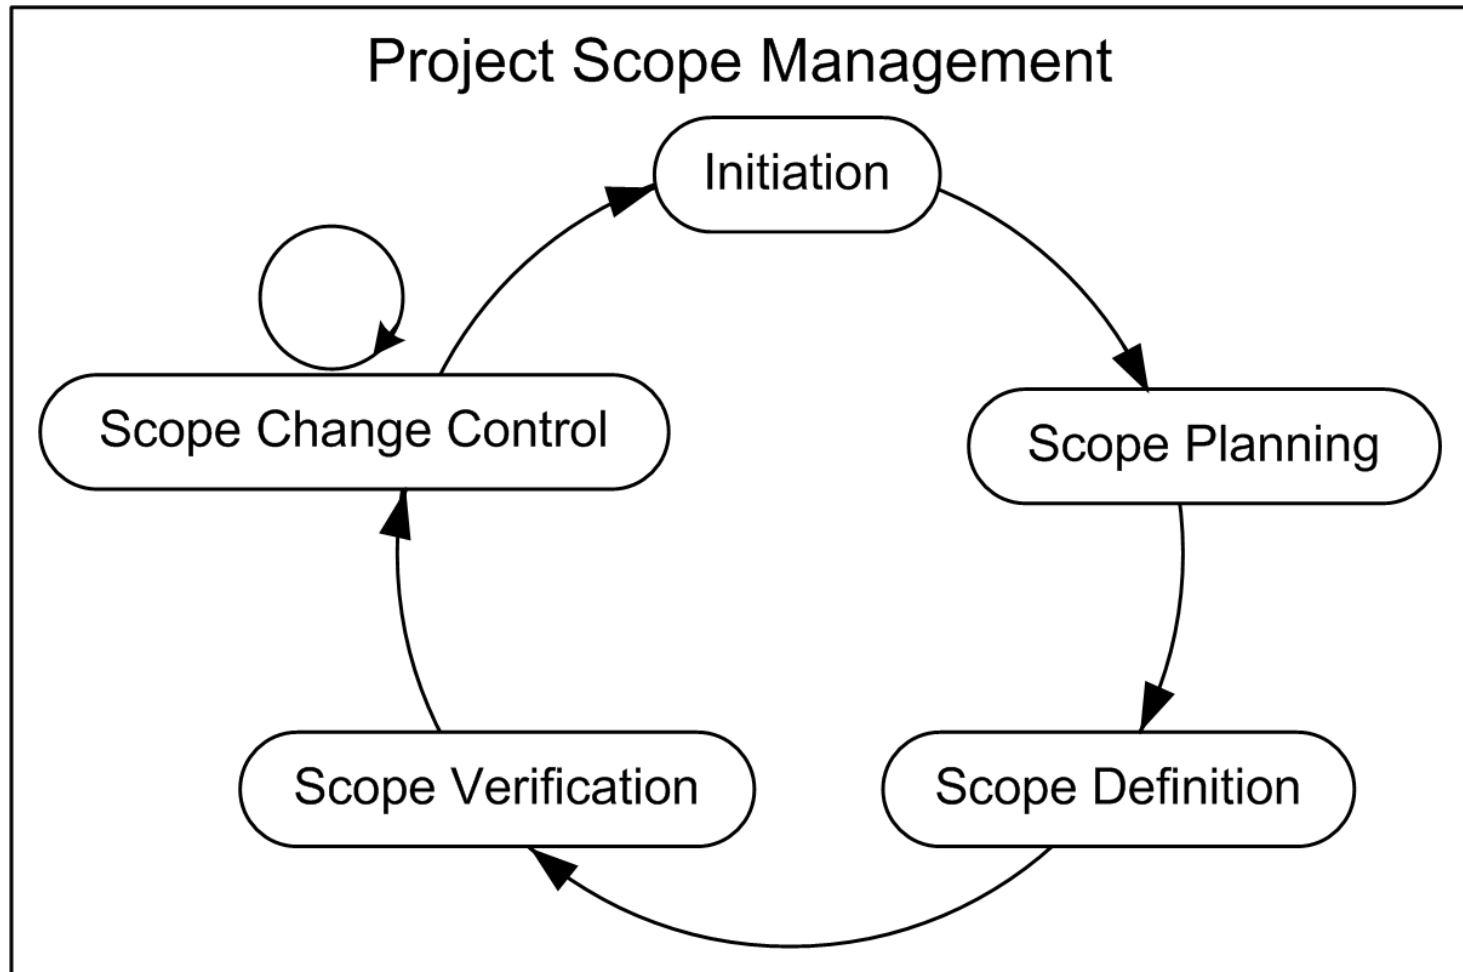 Project Scope Management
Initiation
Scope Change Control
Scope Planning
Scope Verification
Scope Definition